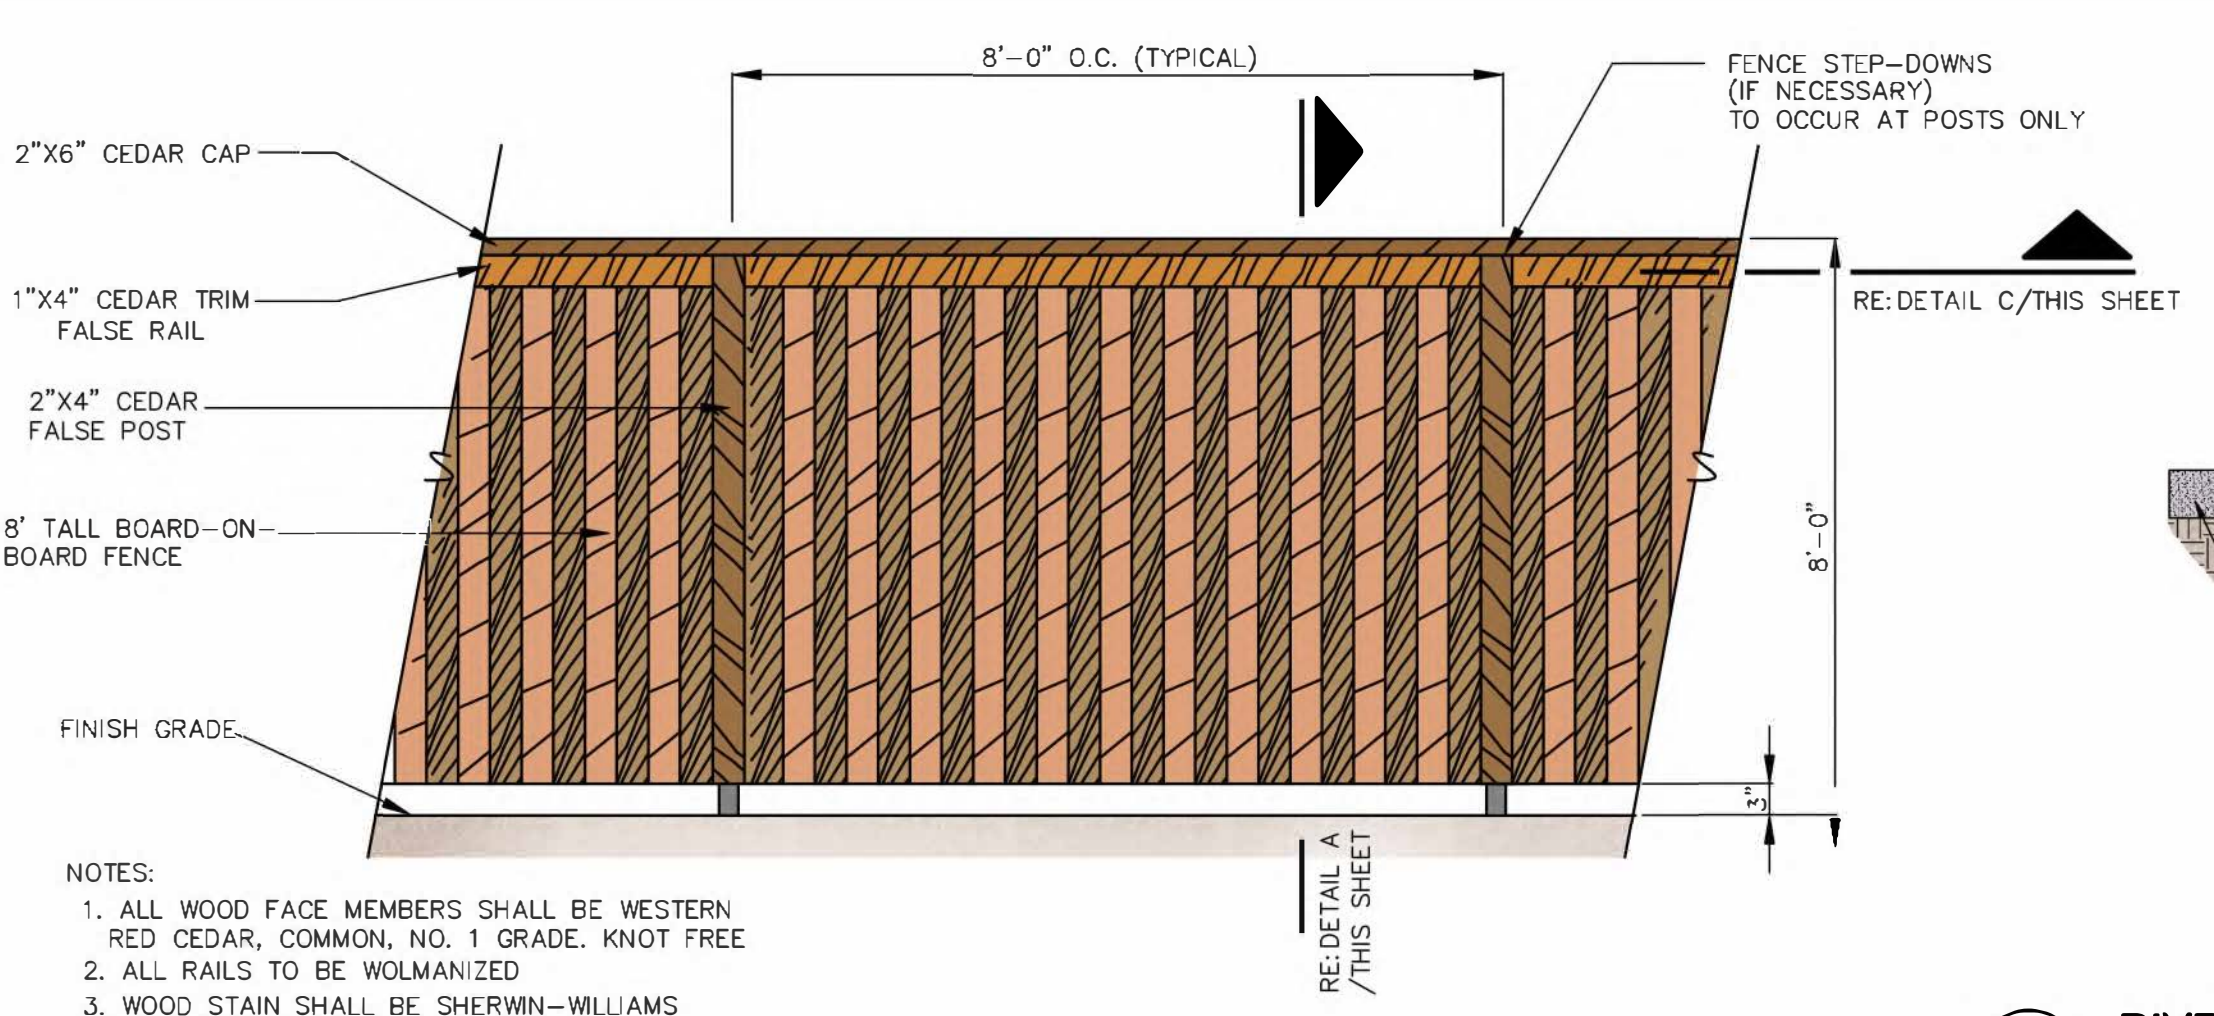 8'-0" O.C. (TYPICAL)
FENCE STEP-DOWNS
(IF NECESSARY)
TO OCCUR AT POSTS ONLY
2"X6" CEDAR CAP
1"X4" CEDAR TRIM
FALSE RAIL
RE: DETAIL C/THIS SHEET
2"X4" CEDAR
FALSE POST
8' TALL BOARD-ON-
BOARD FENCE
8'-0"
FINISH GRADE
3"
RE: DETAIL A
/THIS SHEET
NOTES:
1. ALL WOOD FACE MEMBERS SHALL BE WESTERN
RED CEDAR, COMMON, NO. 1 GRADE. KNOT FREE
2. ALL RAILS TO BE WOLMANIZED
3. WOOD STAIN SHALL BE SHERWIN-WILLIAMS